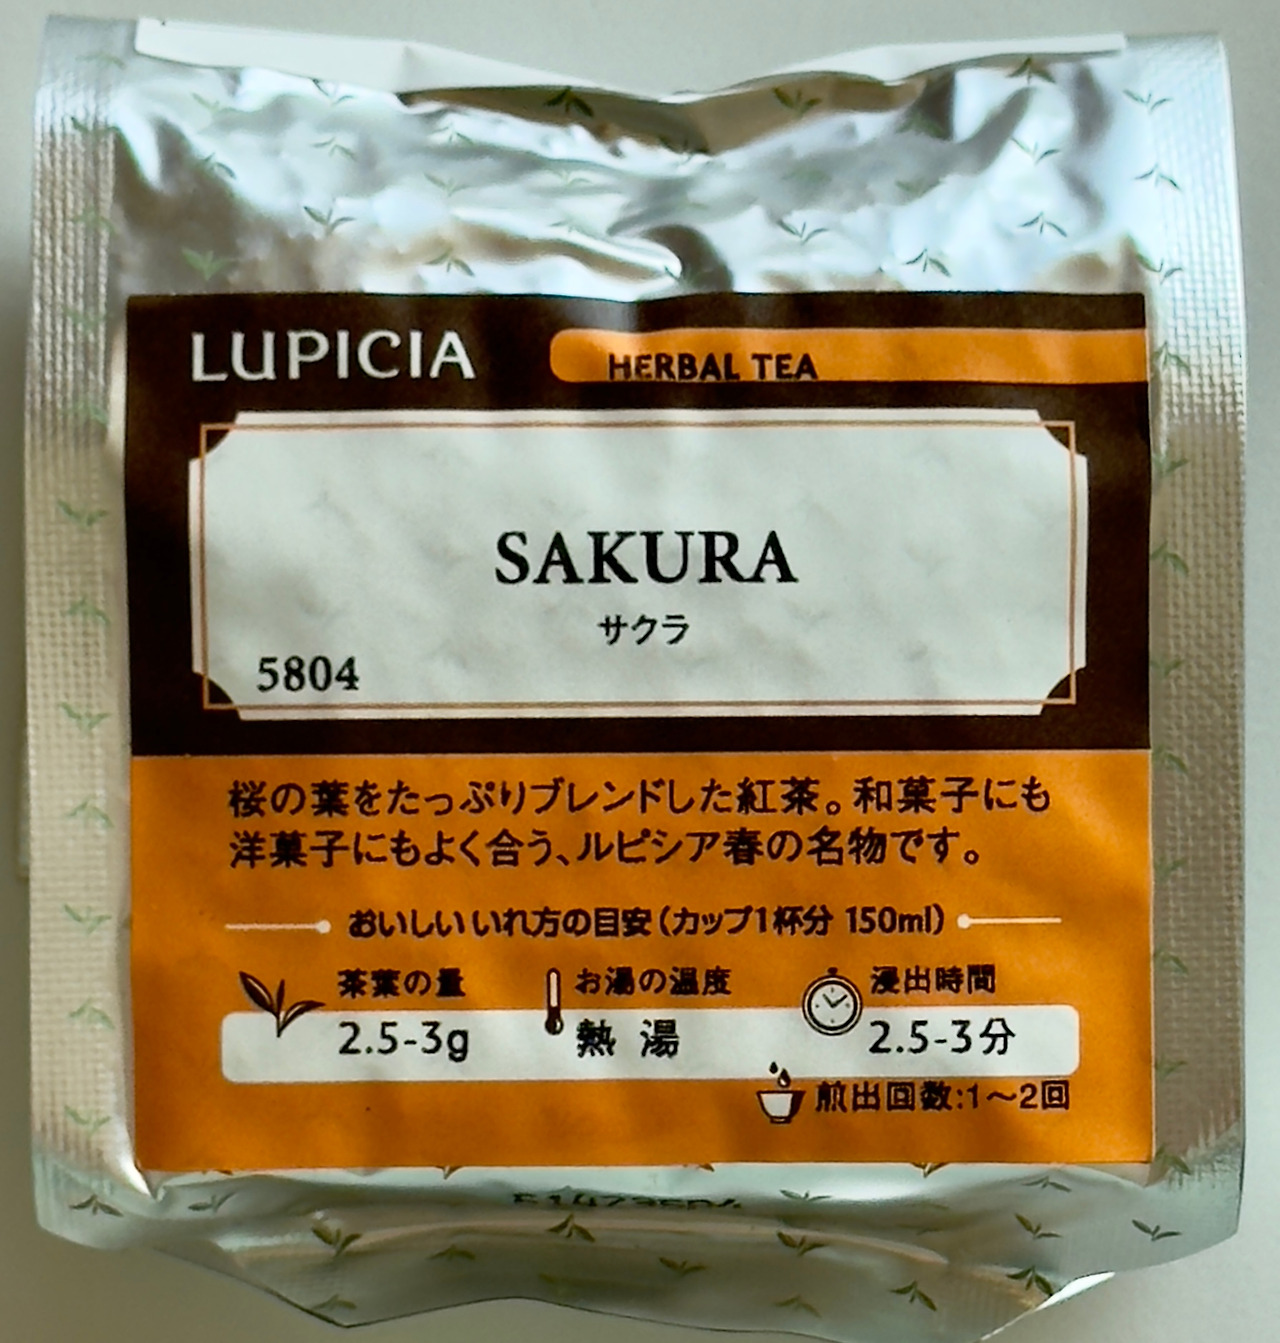 LUPICIA
HERBAL TEA
SAKURA
サクラ
5804
桜の葉をたっぷりブレンドした紅茶。和菓子にも
洋菓子にもよく合う、ルピシア春の名物です。
おいしいいれ方の目安(カップ1杯分 150ml)
茶葉の量 お湯の温度 浸出時間
2.5-3g 熱 湯 2.5-3分
煎出回数:1〜2回